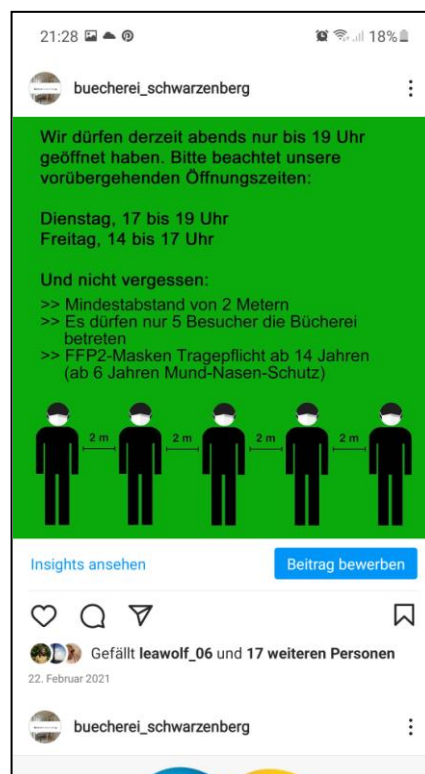 21:28 18%
buecherei_schwarzenberg
Wir dürfen derzeit abends nur bis 19 Uhr
geöffnet haben. Bitte beachtet unsere
vorübergehenden Öffnungszeiten:
Dienstag, 17 bis 19 Uhr
Freitag, 14 bis 17 Uhr
Und nicht vergessen:
>> Mindestabstand von 2 Metern
>> Es dürfen nur 5 Besucher die Bücherei
betreten
>> FFP2-Masken Tragepflicht ab 14 Jahren
(ab 6 Jahren Mund-Nasen-Schutz)
2 m 2 m 2 m 2 m
Insights ansehen Beitrag bewerben
Gefällt leawolf_06 und 17 weiteren Personen
22. Februar 2021
buecherei_schwarzenberg